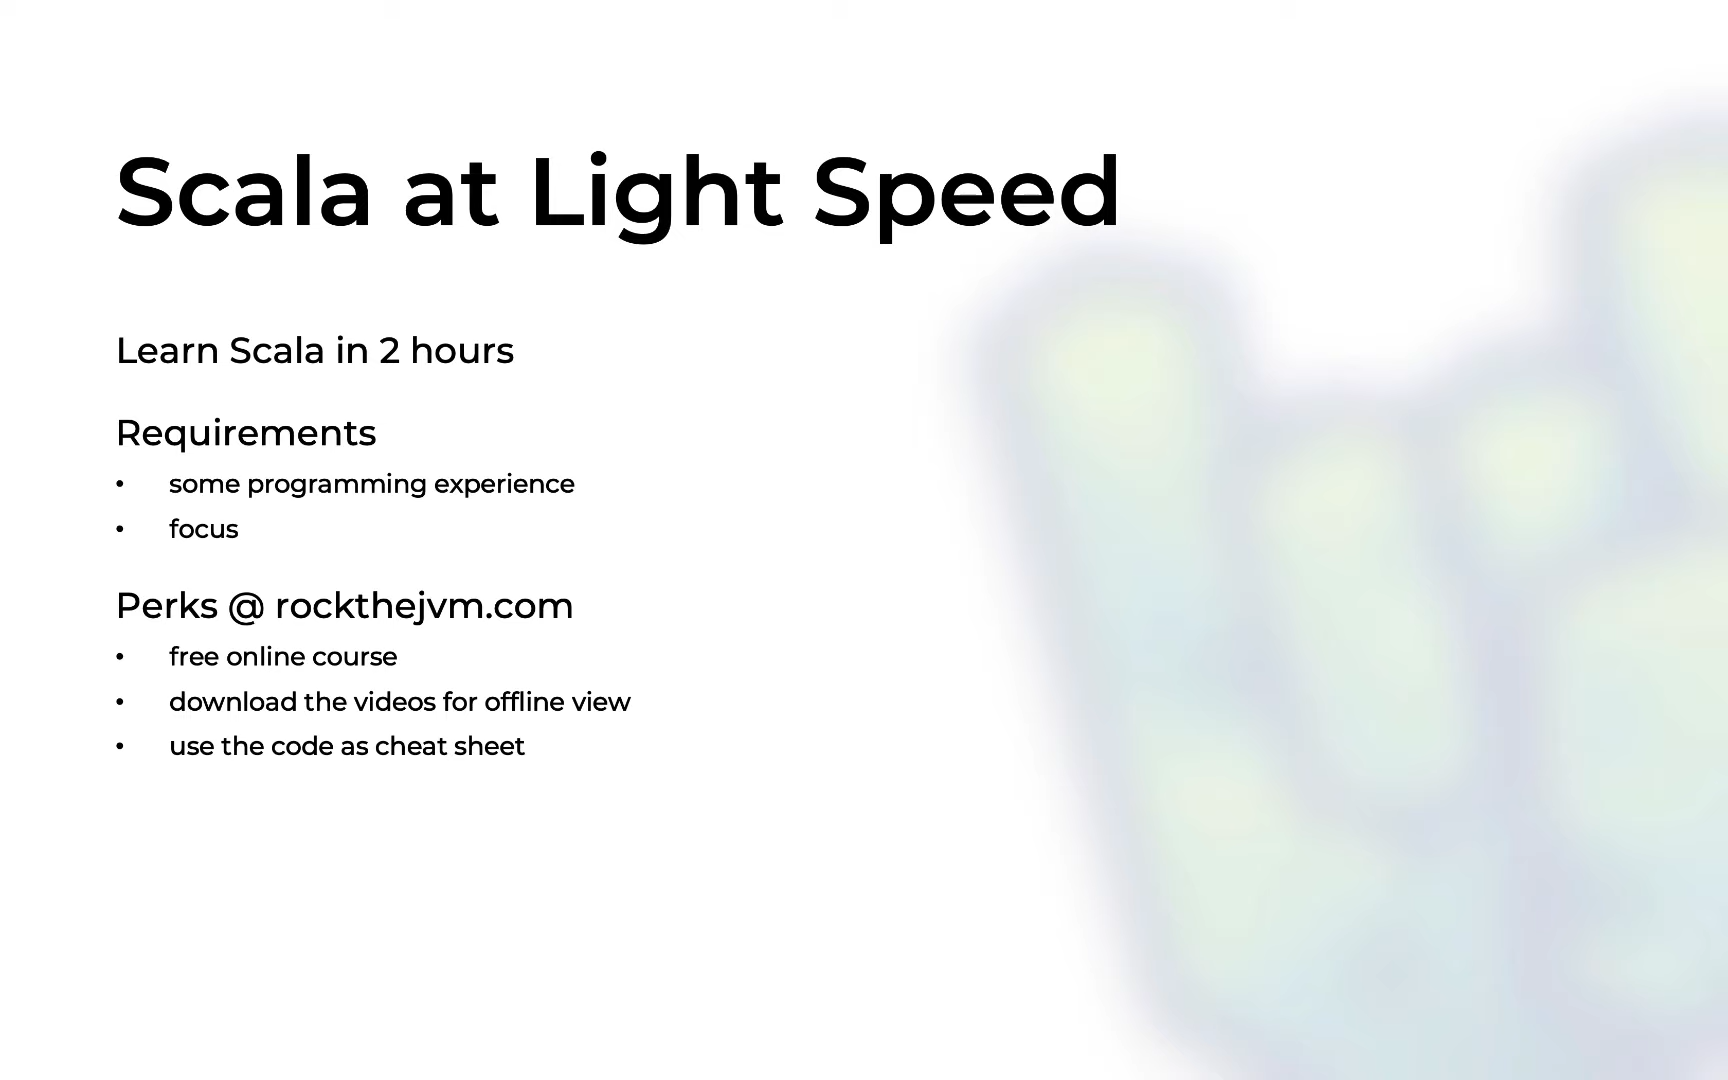 Scala at Light Speed
Learn Scala in 2 hours
Requirements
• some programming experience
• focus
Perks @ rockthejvm.com
• free online course
• download the videos for offline view
• use the code as cheat sheet